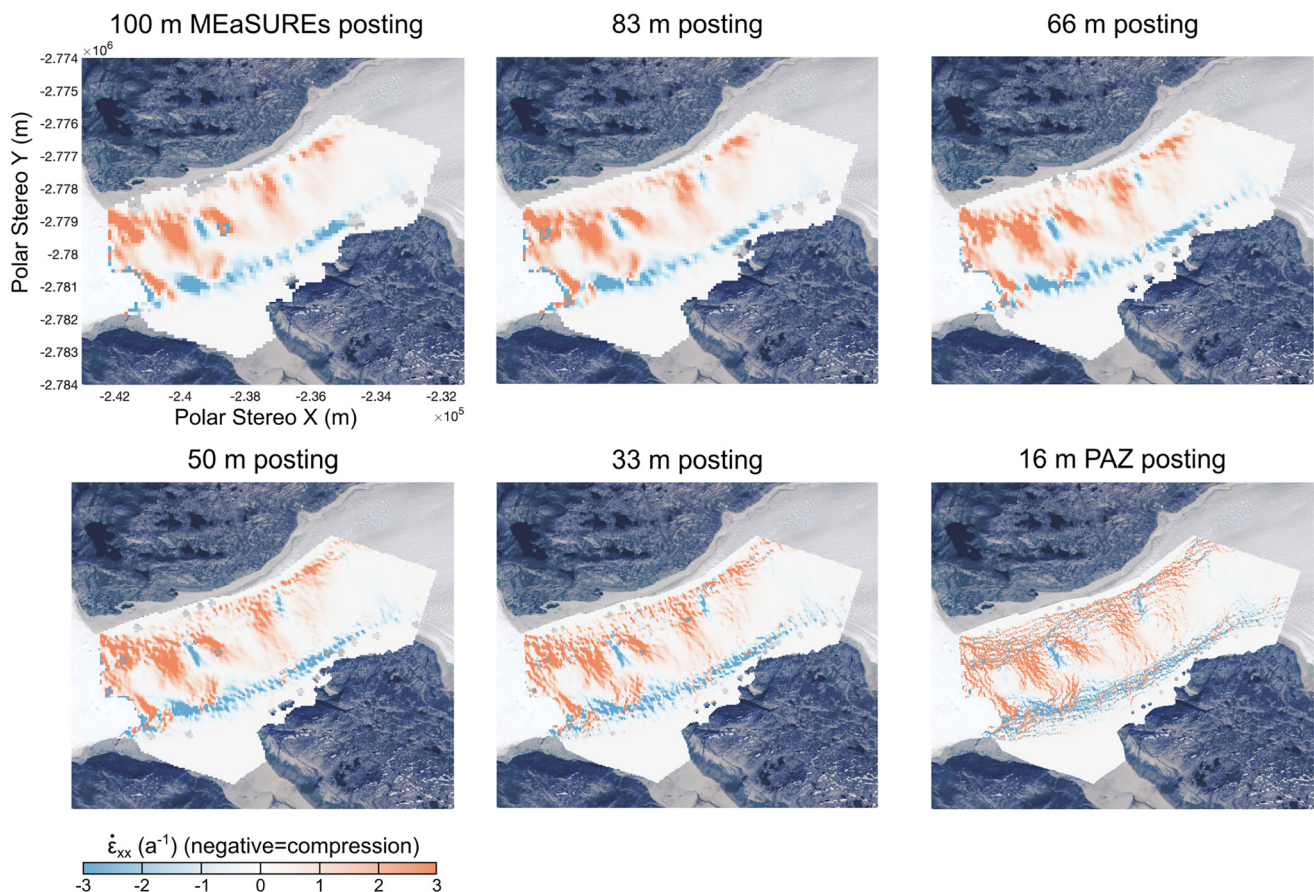 100 m MEaSUREs posting
83 m posting
66 m posting
×10⁶
-2.774
-2.775
-2.776
-2.777
-2.778
-2.779
-2.78
-2.781
-2.782
-2.783
-2.784
Polar Stereo Y (m)
-2.42 -2.4 -2.38 -2.36 -2.34 -2.32
Polar Stereo X (m)
×10⁵
50 m posting
33 m posting
16 m PAZ posting
ε̇xx (a⁻¹) (negative=compression)
-3 -2 -1 0 1 2 3